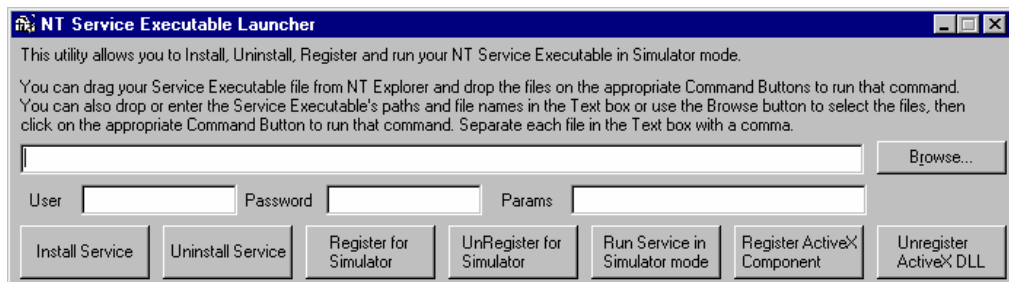 NT Service Executable Launcher
This utility allows you to Install, Uninstall, Register and run your NT Service Executable in Simulator mode.
You can drag your Service Executable file from NT Explorer and drop the files on the appropriate Command Buttons to run that command.
You can also drop or enter the Service Executable's paths and file names in the Text box or use the Browse button to select the files, then
click on the appropriate Command Button to run that command. Separate each file in the Text box with a comma.
Browse...
User Password Params
Install Service Uninstall Service Register for Simulator UnRegister for Simulator Run Service in Simulator mode Register ActiveX Component Unregister ActiveX DLL